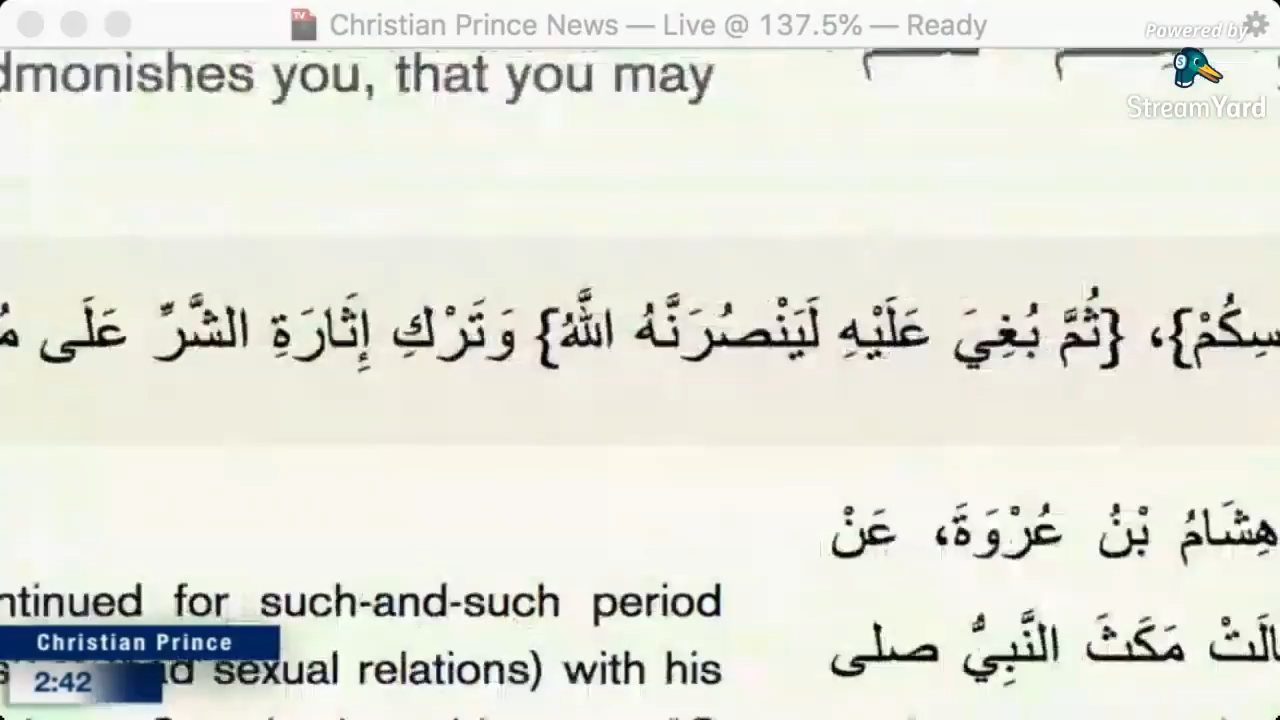 Christian Prince News — Live @ 137.5% — Ready
Powered by
StreamYard
dmonishes you, that you may
سِكُمْ}، {ثُمَّ بُغِيَ عَلَيْهِ لَيَنْصُرَنَّهُ اللَّهُ} وَتَرْكِ إِثَارَةِ الشَّرِّ عَلَى
هِشَامُ بْنُ عُرْوَةَ، عَنْ
ntinued for such-and-such period
الَتْ مَكَثَ النَّبِيُّ صلى
Christian Prince
sexual relations) with his
2:42